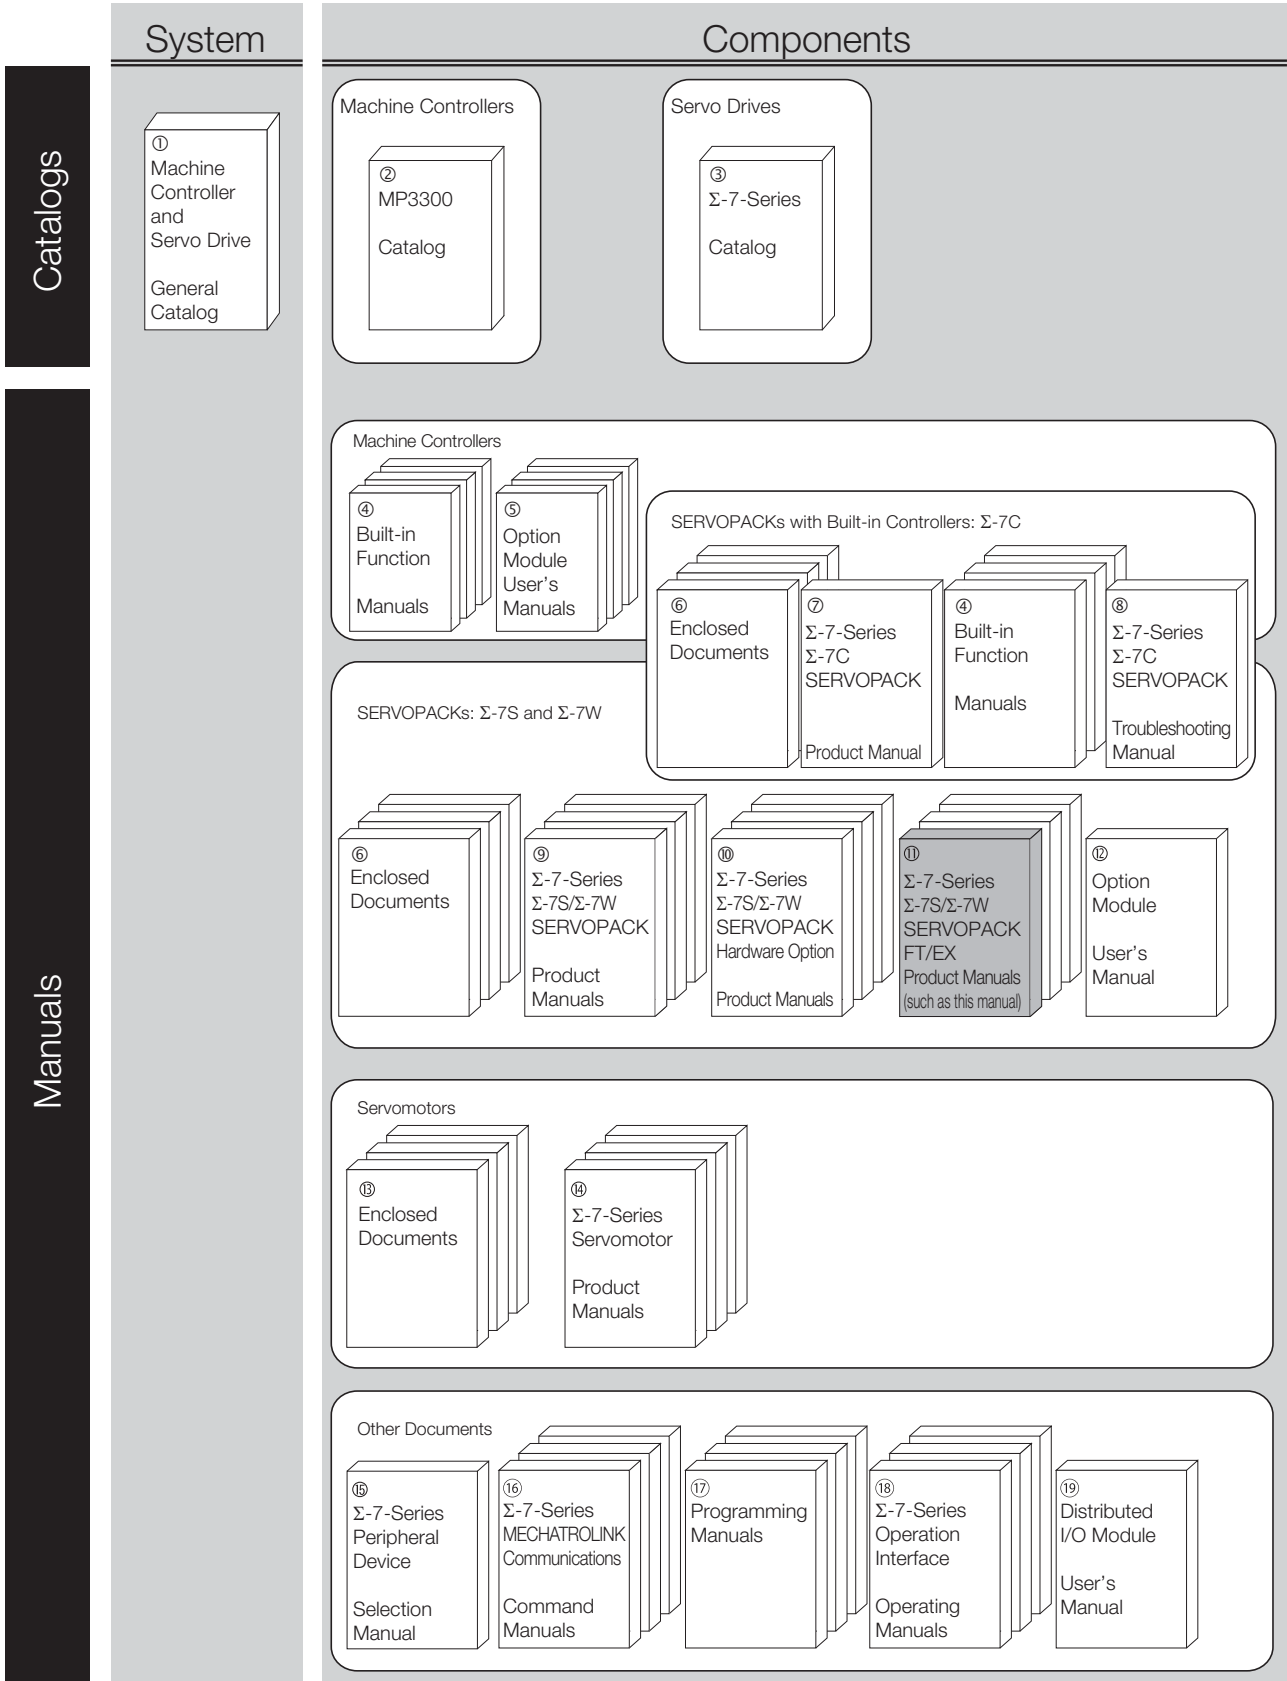 System
Components
Catalogs
①
Machine
Controller
and
Servo Drive
General
Catalog
Machine Controllers
②
MP3300
Catalog
Servo Drives
③
Σ-7-Series
Catalog
Manuals
Machine Controllers
④
Built-in
Function
Manuals
⑤
Option
Module
User's
Manuals
SERVOPACKs with Built-in Controllers: Σ-7C
⑥
Enclosed
Documents
⑦
Σ-7-Series
Σ-7C
SERVOPACK
Product Manual
④
Built-in
Function
Manuals
⑧
Σ-7-Series
Σ-7C
SERVOPACK
Troubleshooting
Manual
SERVOPACKs: Σ-7S and Σ-7W
⑥
Enclosed
Documents
⑨
Σ-7-Series
Σ-7S/Σ-7W
SERVOPACK
Product
Manuals
⑩
Σ-7-Series
Σ-7S/Σ-7W
SERVOPACK
Hardware Option
Product Manuals
⑪
Σ-7-Series
Σ-7S/Σ-7W
SERVOPACK
FT/EX
Product Manuals
(such as this manual)
⑫
Option
Module
User's
Manual
Servomotors
⑬
Enclosed
Documents
⑭
Σ-7-Series
Servomotor
Product
Manuals
Other Documents
⑮
Σ-7-Series
Peripheral
Device
Selection
Manual
⑯
Σ-7-Series
MECHATROLINK
Communications
Command
Manuals
⑰
Programming
Manuals
⑱
Σ-7-Series
Operation
Interface
Operating
Manuals
⑲
Distributed
I/O Module
User's
Manual